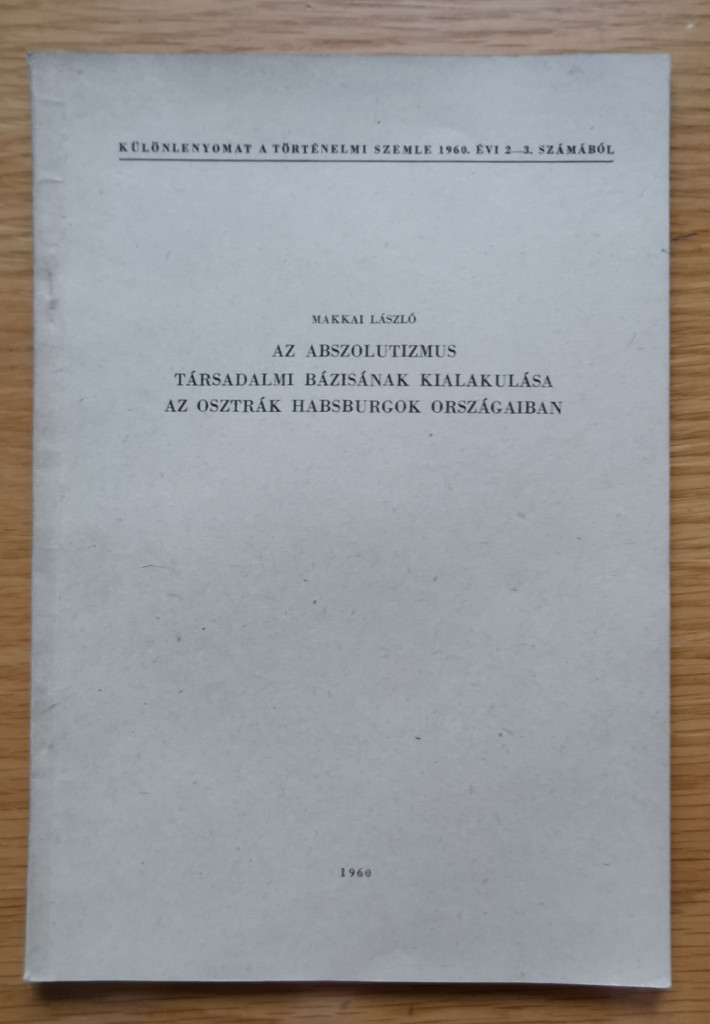 KÜLÖNLENYOMAT A TÖRTÉNELMI SZEMLE 1960. ÉVI 2—3. SZÁMÁBÓL
MAKKAI LÁSZLÓ
AZ ABSZOLUTIZMUS
TÁRSADALMI BÁZISÁNAK KIALAKULÁSA
AZ OSZTRÁK HABSBURGOK ORSZÁGAIBAN
1960